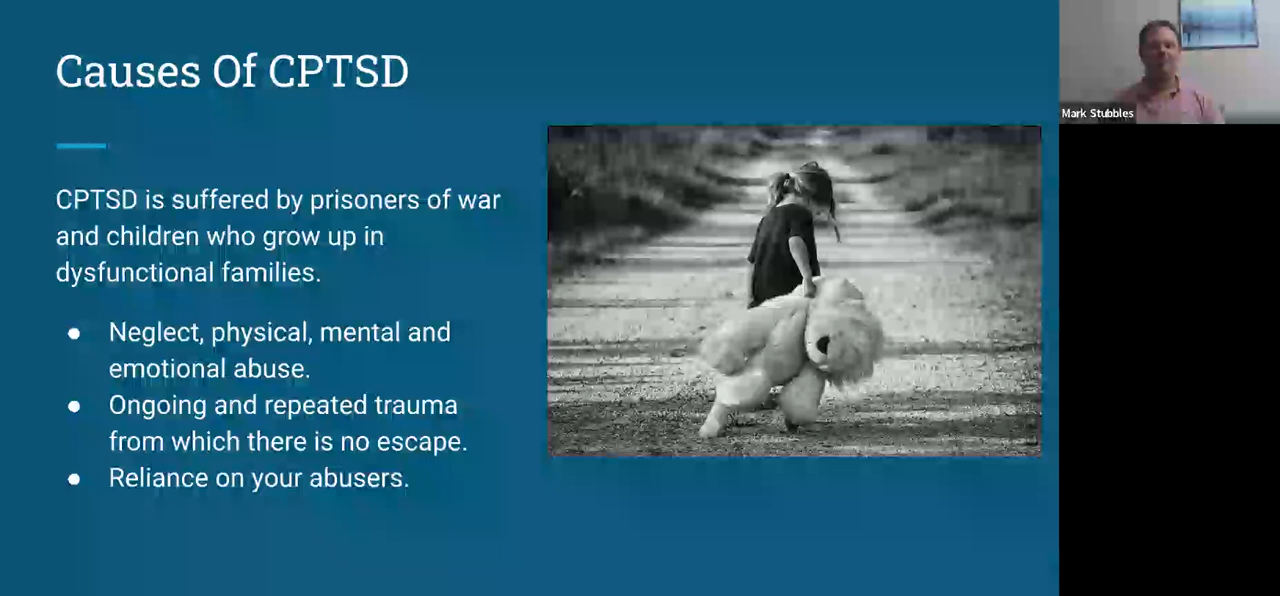 Causes Of CPTSD
CPTSD is suffered by prisoners of war
and children who grow up in
dysfunctional families.
● Neglect, physical, mental and
emotional abuse.
● Ongoing and repeated trauma
from which there is no escape.
● Reliance on your abusers.
Mark Stubbles